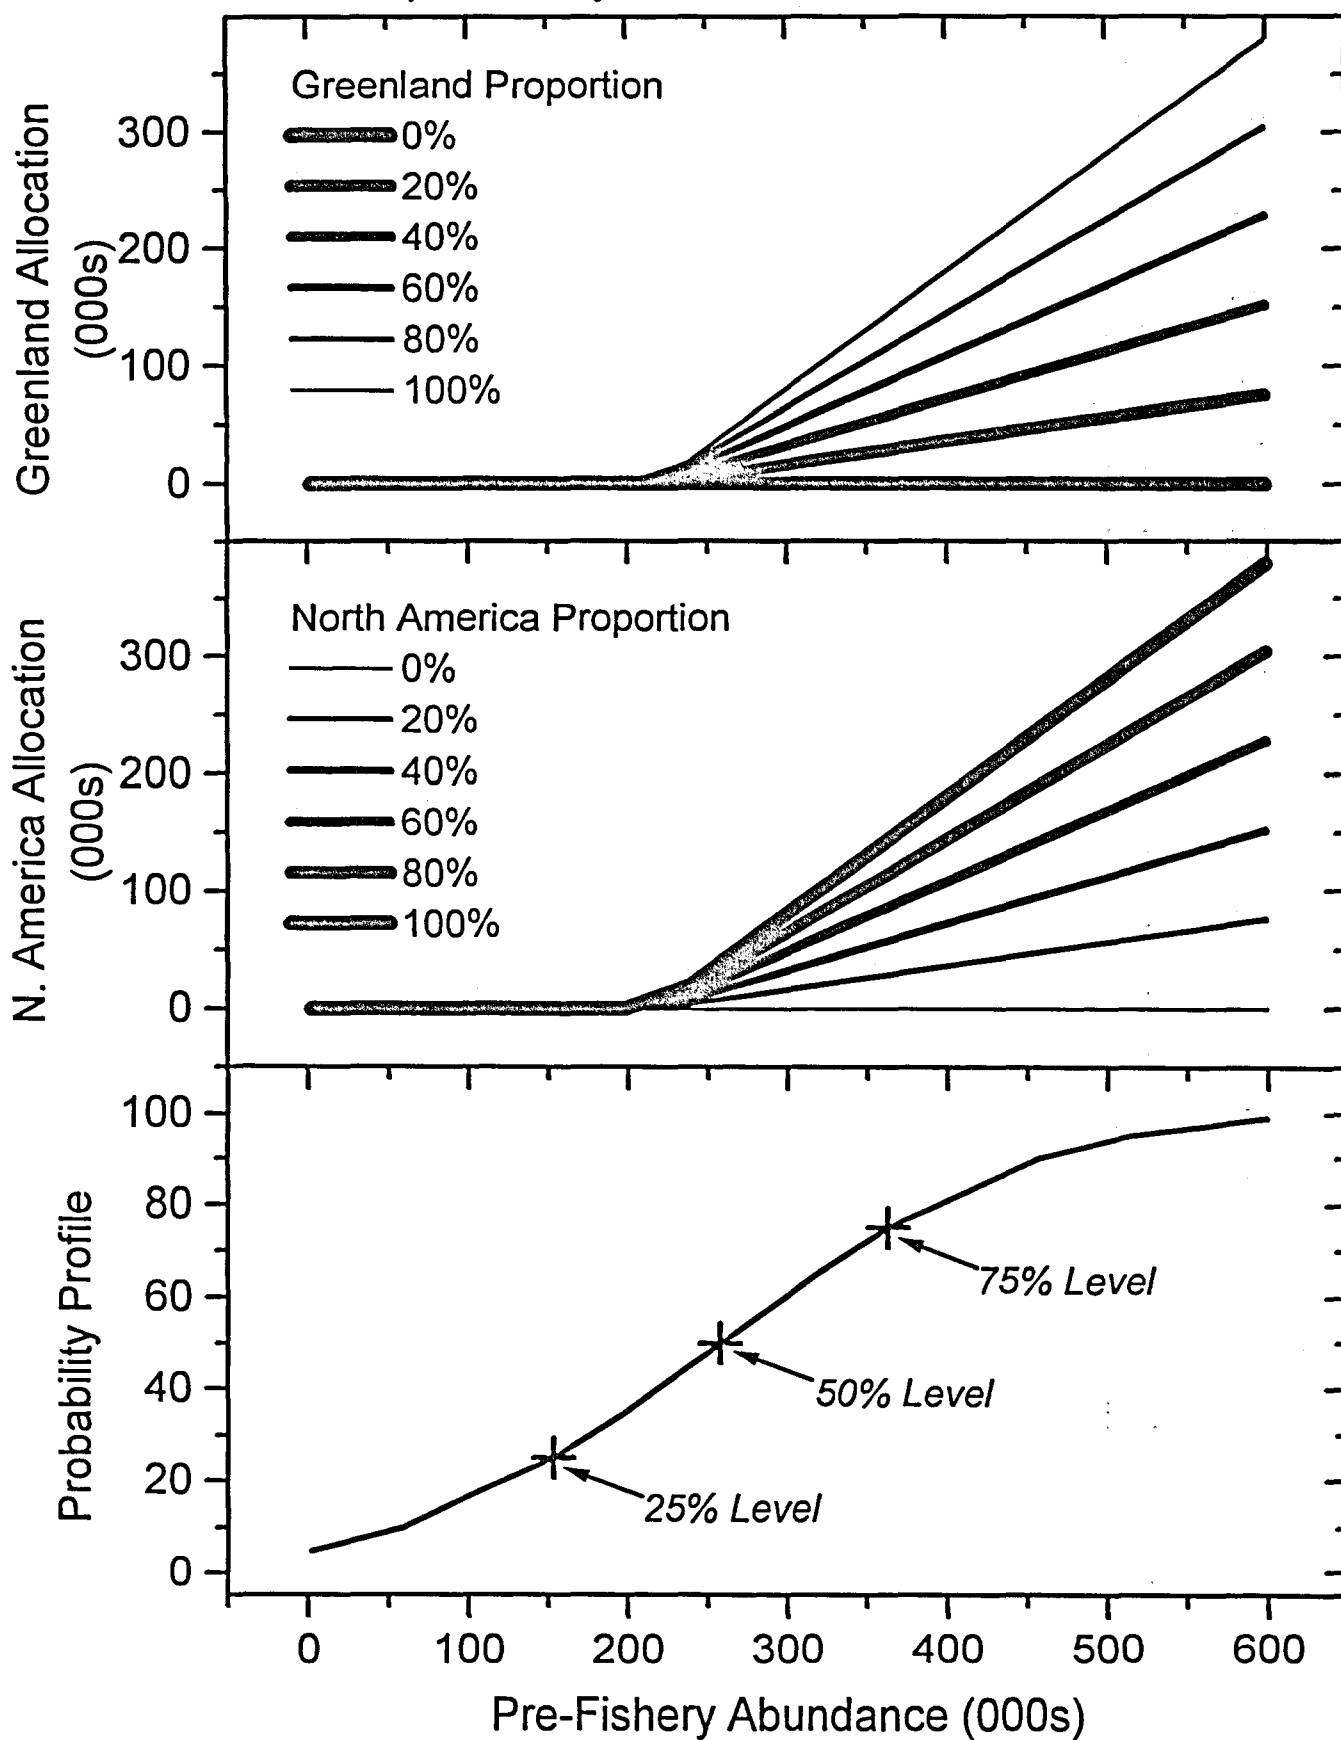 Greenland Proportion
0%
20%
40%
60%
80%
100%
Greenland Allocation
(000s)
300
200
100
0
North America Proportion
0%
20%
40%
60%
80%
100%
N. America Allocation
(000s)
300
200
100
0
Probability Profile
100
80
60
40
20
0
75% Level
50% Level
25% Level
0 100 200 300 400 500 600
Pre-Fishery Abundance (000s)